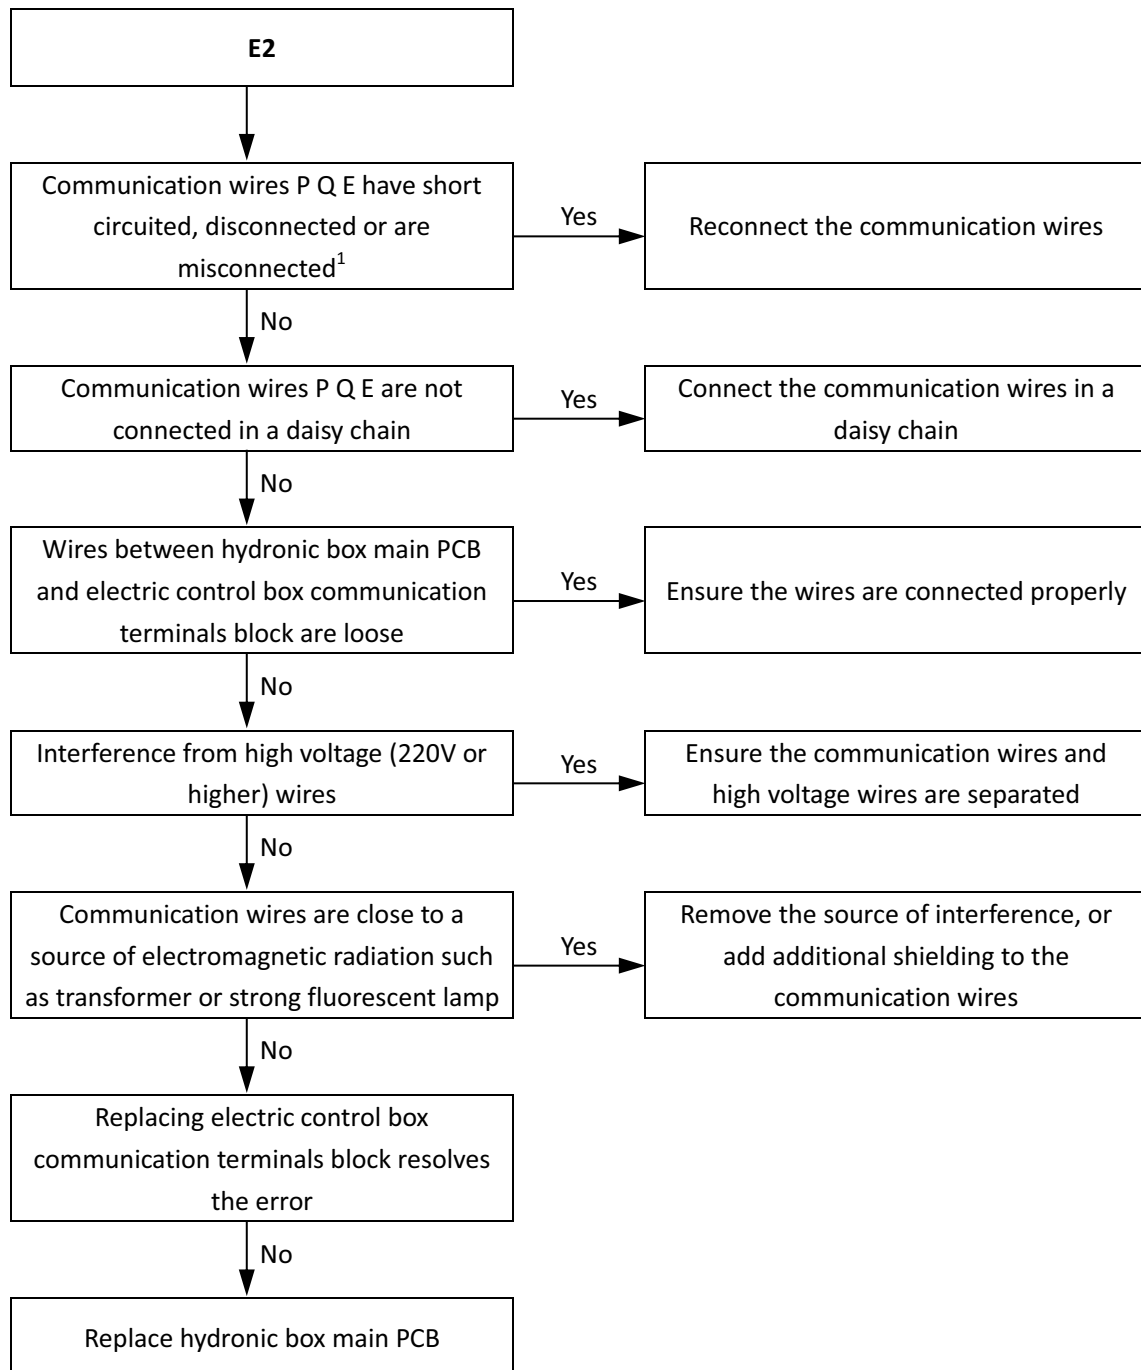 E2
Communication wires P Q E have short
circuited, disconnected or are
misconnected¹
Yes
Reconnect the communication wires
No
Communication wires P Q E are not
connected in a daisy chain
Yes
Connect the communication wires in a
daisy chain
No
Wires between hydronic box main PCB
and electric control box communication
terminals block are loose
Yes
Ensure the wires are connected properly
No
Interference from high voltage (220V or
higher) wires
Yes
Ensure the communication wires and
high voltage wires are separated
No
Communication wires are close to a
source of electromagnetic radiation such
as transformer or strong fluorescent lamp
Yes
Remove the source of interference, or
add additional shielding to the
communication wires
No
Replacing electric control box
communication terminals block resolves
the error
No
Replace hydronic box main PCB